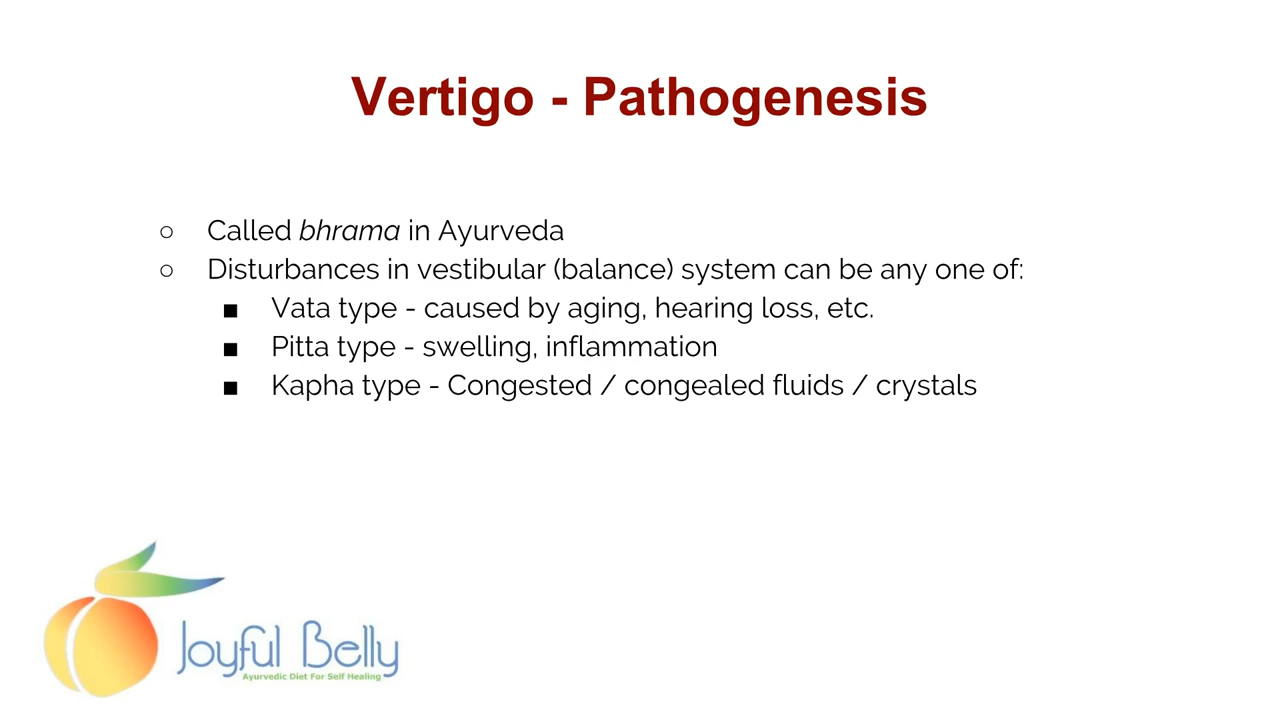 Vertigo - Pathogenesis
○ Called bhrama in Ayurveda
○ Disturbances in vestibular (balance) system can be any one of:
■ Vata type - caused by aging, hearing loss, etc.
■ Pitta type - swelling, inflammation
■ Kapha type - Congested / congealed fluids / crystals
Joyful Belly
Ayurvedic Diet For Self Healing